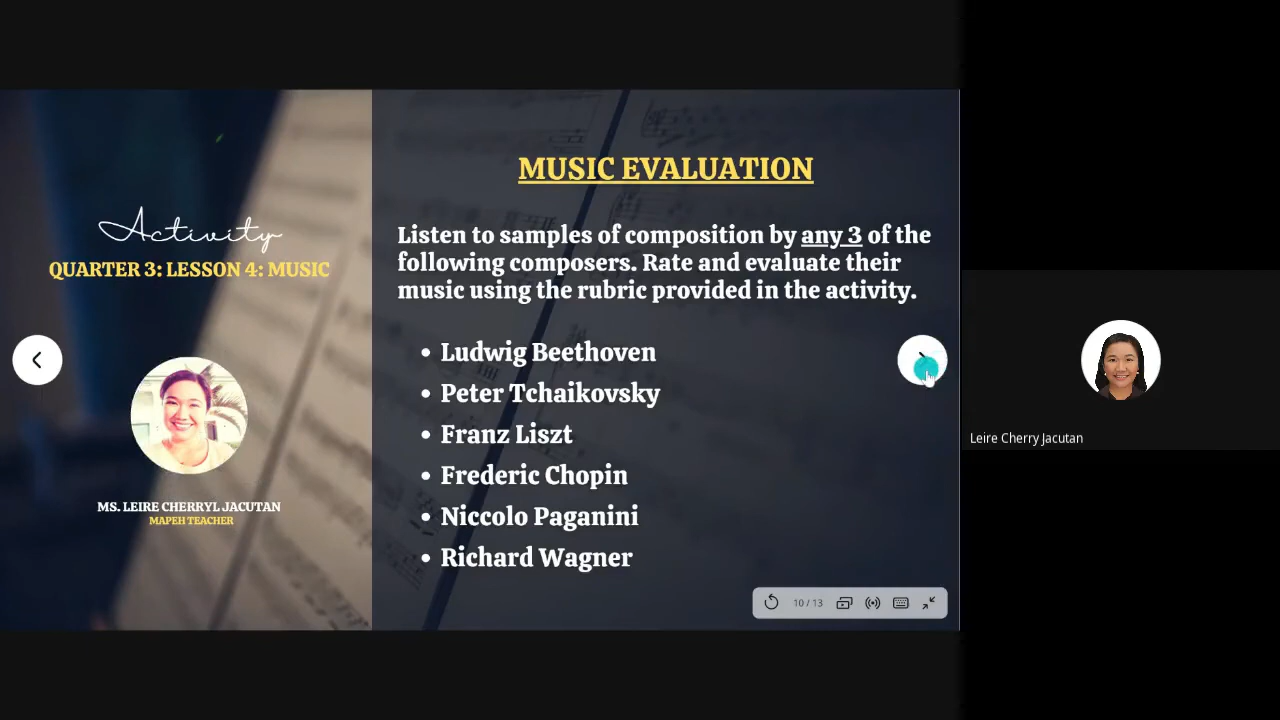 Activity
QUARTER 3: LESSON 4: MUSIC
MS. LEIRE CHERRYL JACUTAN
MAPEH TEACHER
MUSIC EVALUATION
Listen to samples of composition by any 3 of the
following composers. Rate and evaluate their
music using the rubric provided in the activity.
• Ludwig Beethoven
• Peter Tchaikovsky
• Franz Liszt
• Frederic Chopin
• Niccolo Paganini
• Richard Wagner
10 / 13
Leire Cherry Jacutan